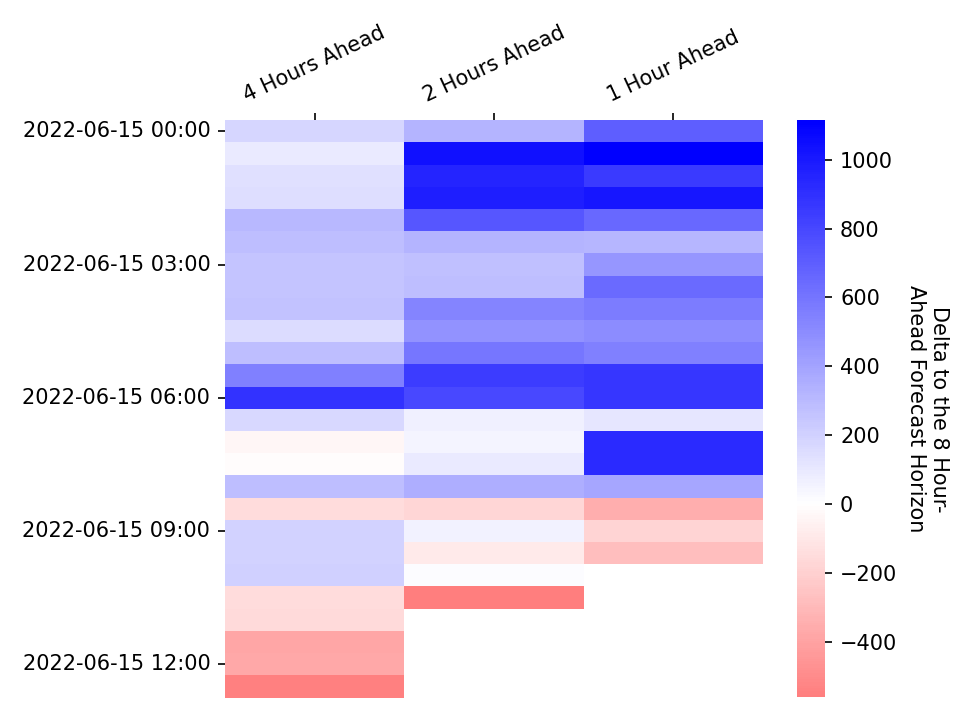 4 Hours Ahead
2 Hours Ahead
1 Hour Ahead
2022-06-15 00:00
2022-06-15 03:00
2022-06-15 06:00
2022-06-15 09:00
2022-06-15 12:00
1000
800
600
400
200
0
−200
−400
Delta to the 8 Hour-
Ahead Forecast Horizon